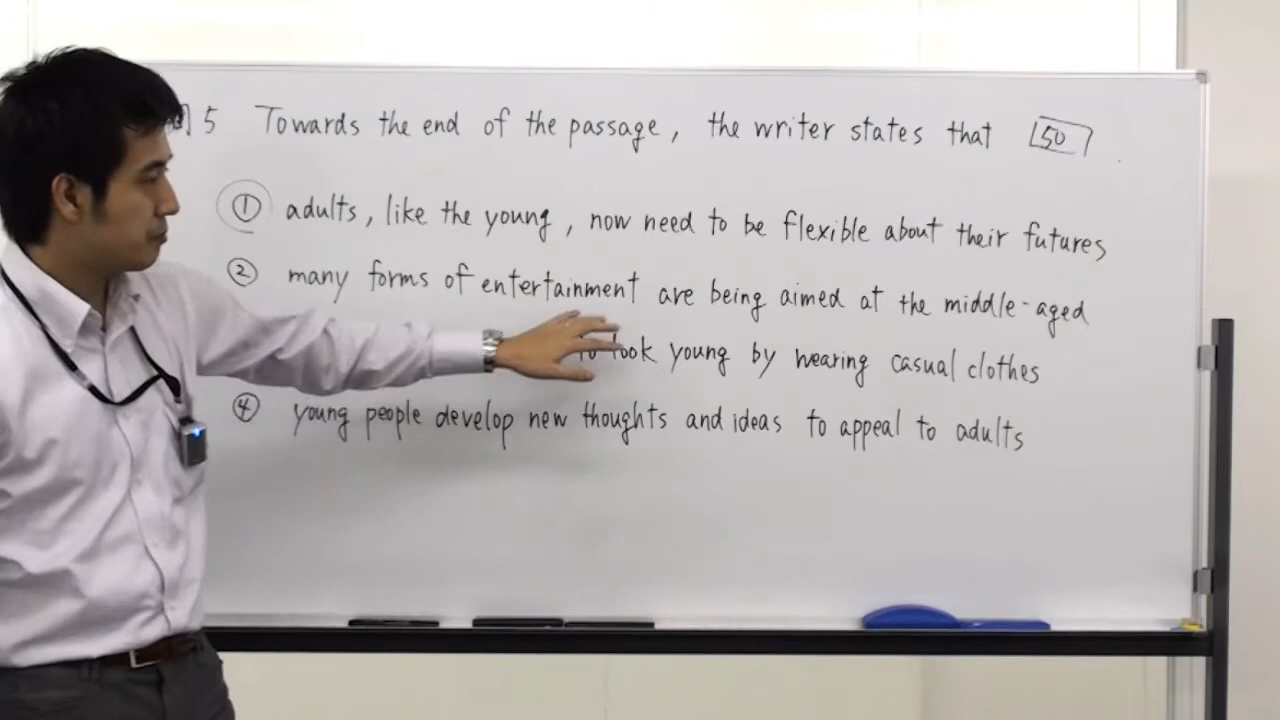 5 Towards the end of the passage, the writer states that 50 .
① adults, like the young, now need to be flexible about their futures
② many forms of entertainment are being aimed at the middle-aged
to look young by wearing casual clothes
④ young people develop new thoughts and ideas to appeal to adults